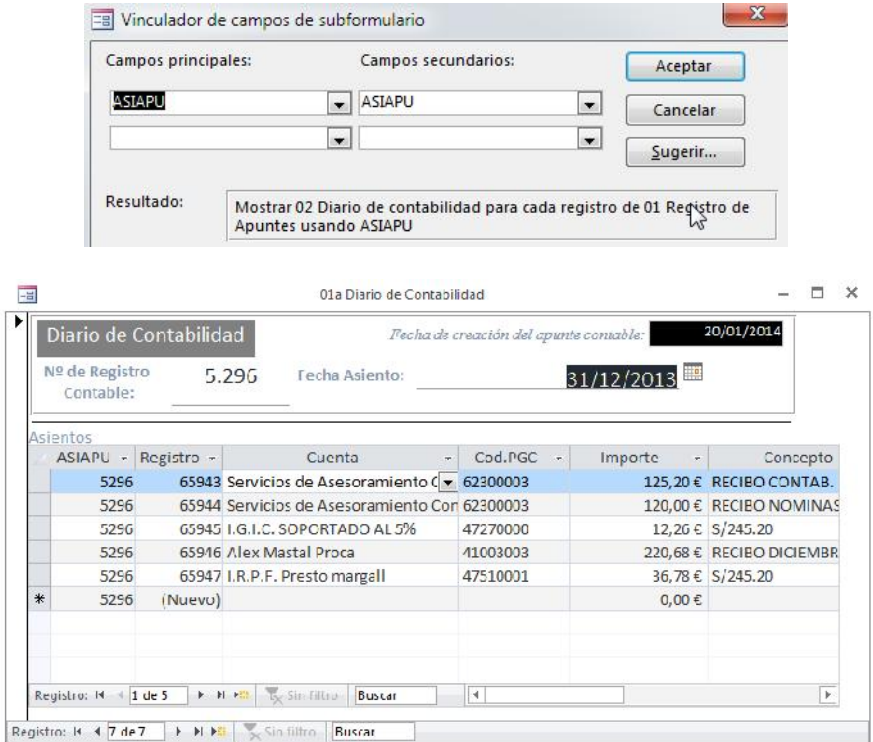 Vinculador de campos de subformulario
Campos principales: Campos secundarios:
Aceptar
ASIAPU ASIAPU
Cancelar
Sugerir...
Resultado:
Mostrar 02 Diario de contabilidad para cada registro de 01 Registro de
Apuntes usando ASIAPU
01a Diario de Contabilidad
Diario de Contabilidad Fecha de creación del apunte contable: 20/01/2014
Nº de Registro
Contable: 5.296 Fecha Asiento: 31/12/2013
Asientos
ASIAPU Registro Cuenta Cod.PGC Importe Concepto
5296 65943 Servicios de Asesoramiento C 62300003 125,20 € RECIBO CONTAB.
5296 65944 Servicios de Asesoramiento Con 62300003 120,00 € RECIBO NOMINAS
5296 65945 I.G.I.C. SOPORTADO AL 5% 47270000 12,26 € S/245.20
5296 65946 Alex Mastal Proca 41003003 220,68 € RECIBO DICIEMBR
5296 65947 I.R.P.F. Presto margall 47510001 36,78 € S/245.20
* 5296 (Nuevo) 0,00 €
Registro: 1 de 5 Sin filtro Buscar
Registro: 7 de 7 Sin filtro Buscar